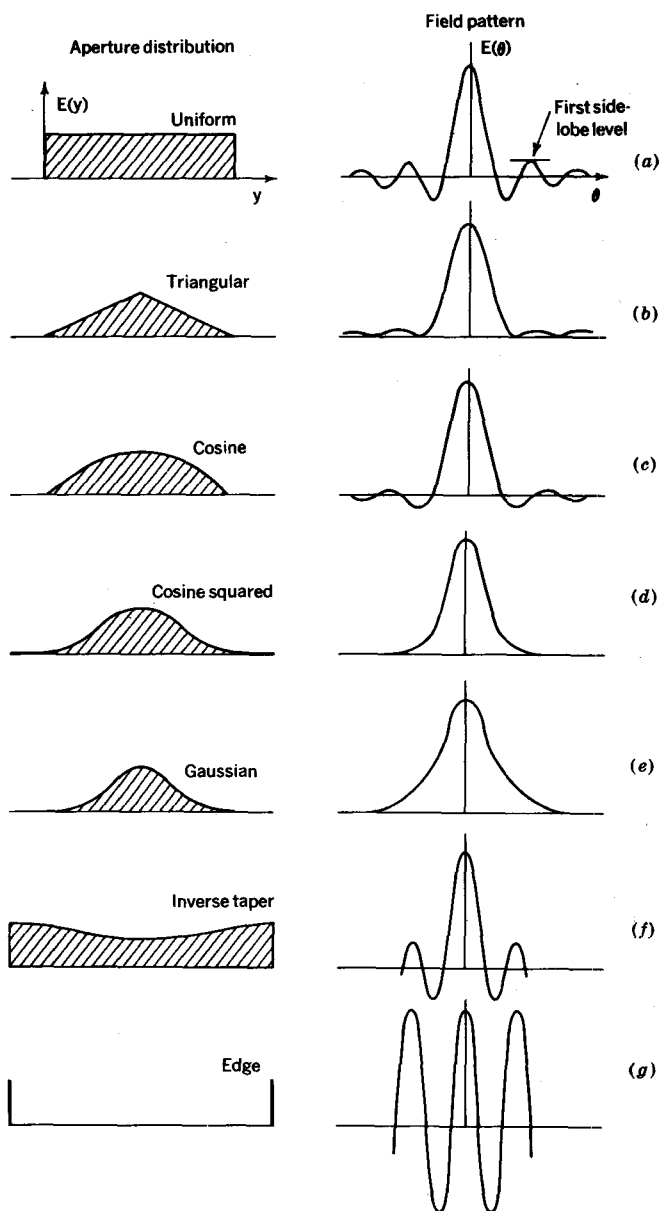 Aperture distribution
Field pattern
E(y)
Uniform
y
E(θ)
First side-
lobe level
θ
(a)
Triangular
(b)
Cosine
(c)
Cosine squared
(d)
Gaussian
(e)
Inverse taper
(f)
Edge
(g)